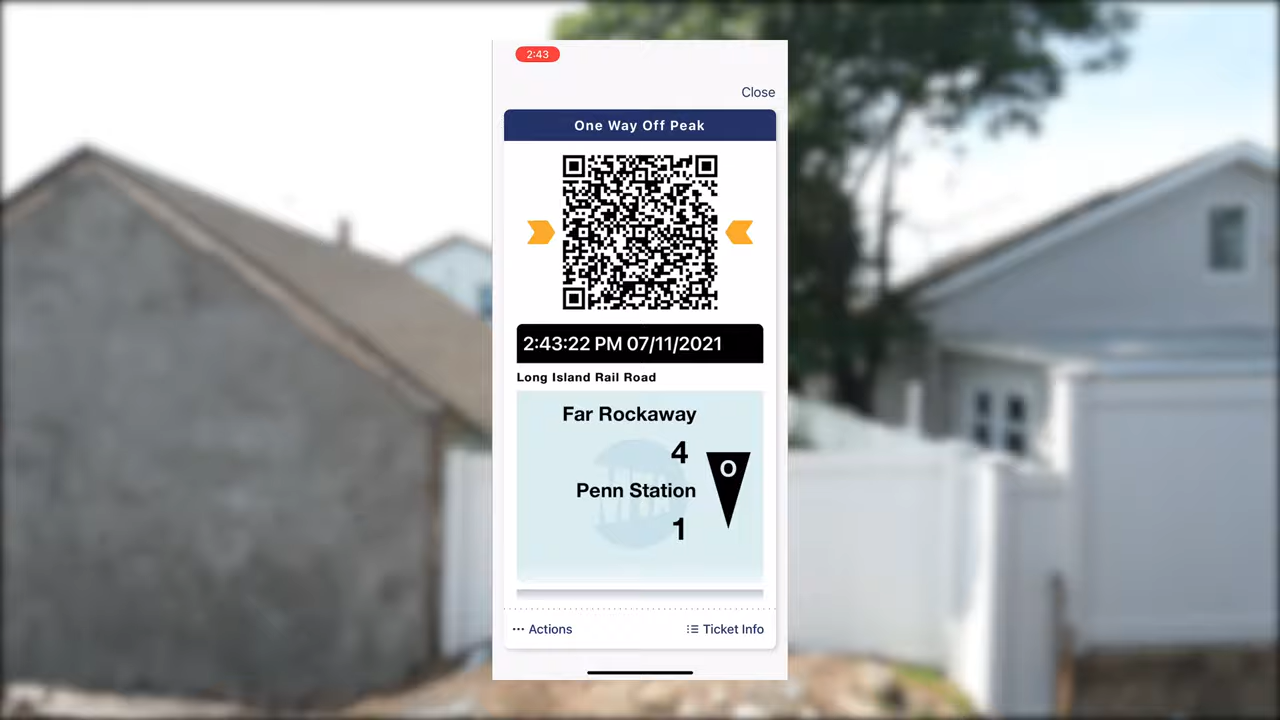 2:43
Close
One Way Off Peak
2:43:22 PM 07/11/2021
Long Island Rail Road
Far Rockaway
4
O
Penn Station
1
Actions
Ticket Info